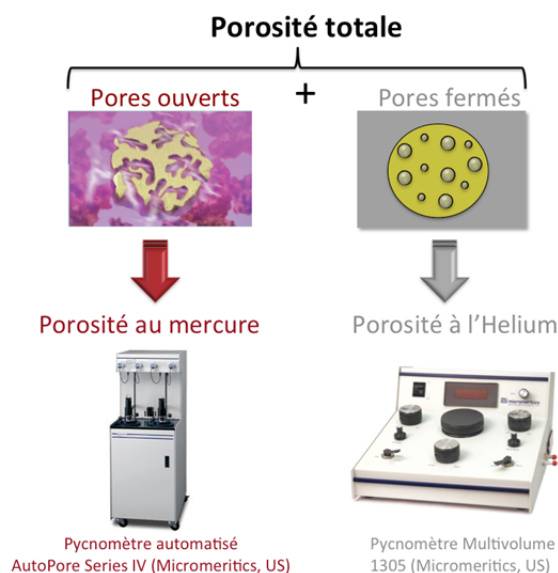 Porosité totale
Pores ouverts
+
Pores fermés
Porosité au mercure
Porosité à l'Helium
micromeritics
Pycnomètre automatisé
AutoPore Series IV (Micromeritics, US)
Pycnomètre Multivolume
1305 (Micromeritics, US)